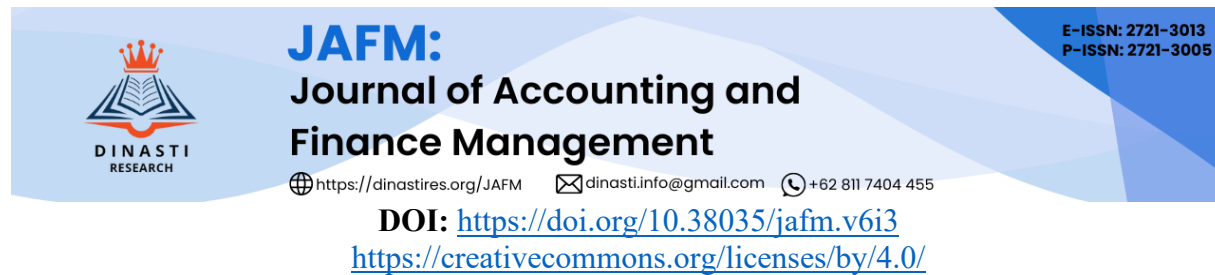 JAFM:
Journal of Accounting and
Finance Management
https://dinastires.org/JAFM dinasti.info@gmail.com +62 811 7404 455
DINASTI
RESEARCH
E-ISSN: 2721-3013
P-ISSN: 2721-3005
DOI: https://doi.org/10.38035/jafm.v6i3
https://creativecommons.org/licenses/by/4.0/